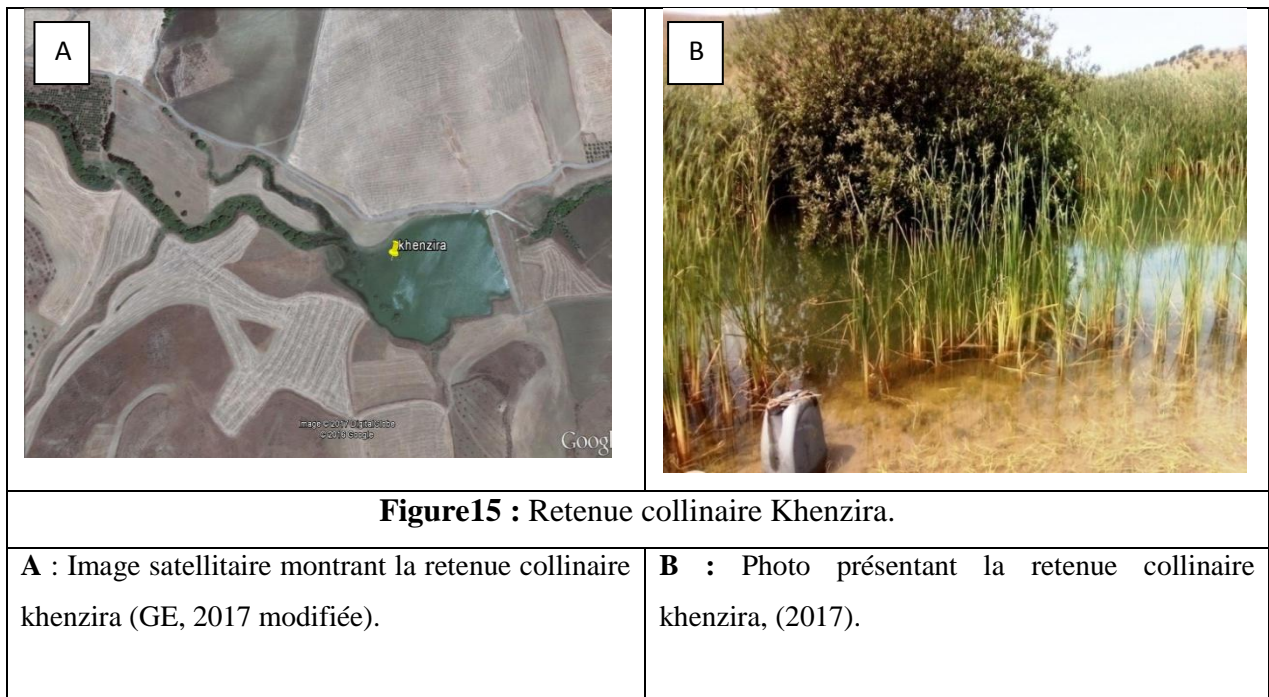 A
B
khenzira
Image © 2017 DigitalGlobe
© 2016 Google
Googl
Figure15 : Retenue collinaire Khenzira.
A : Image satellitaire montrant la retenue collinaire
khenzira (GE, 2017 modifiée).
B : Photo présentant la retenue collinaire
khenzira, (2017).